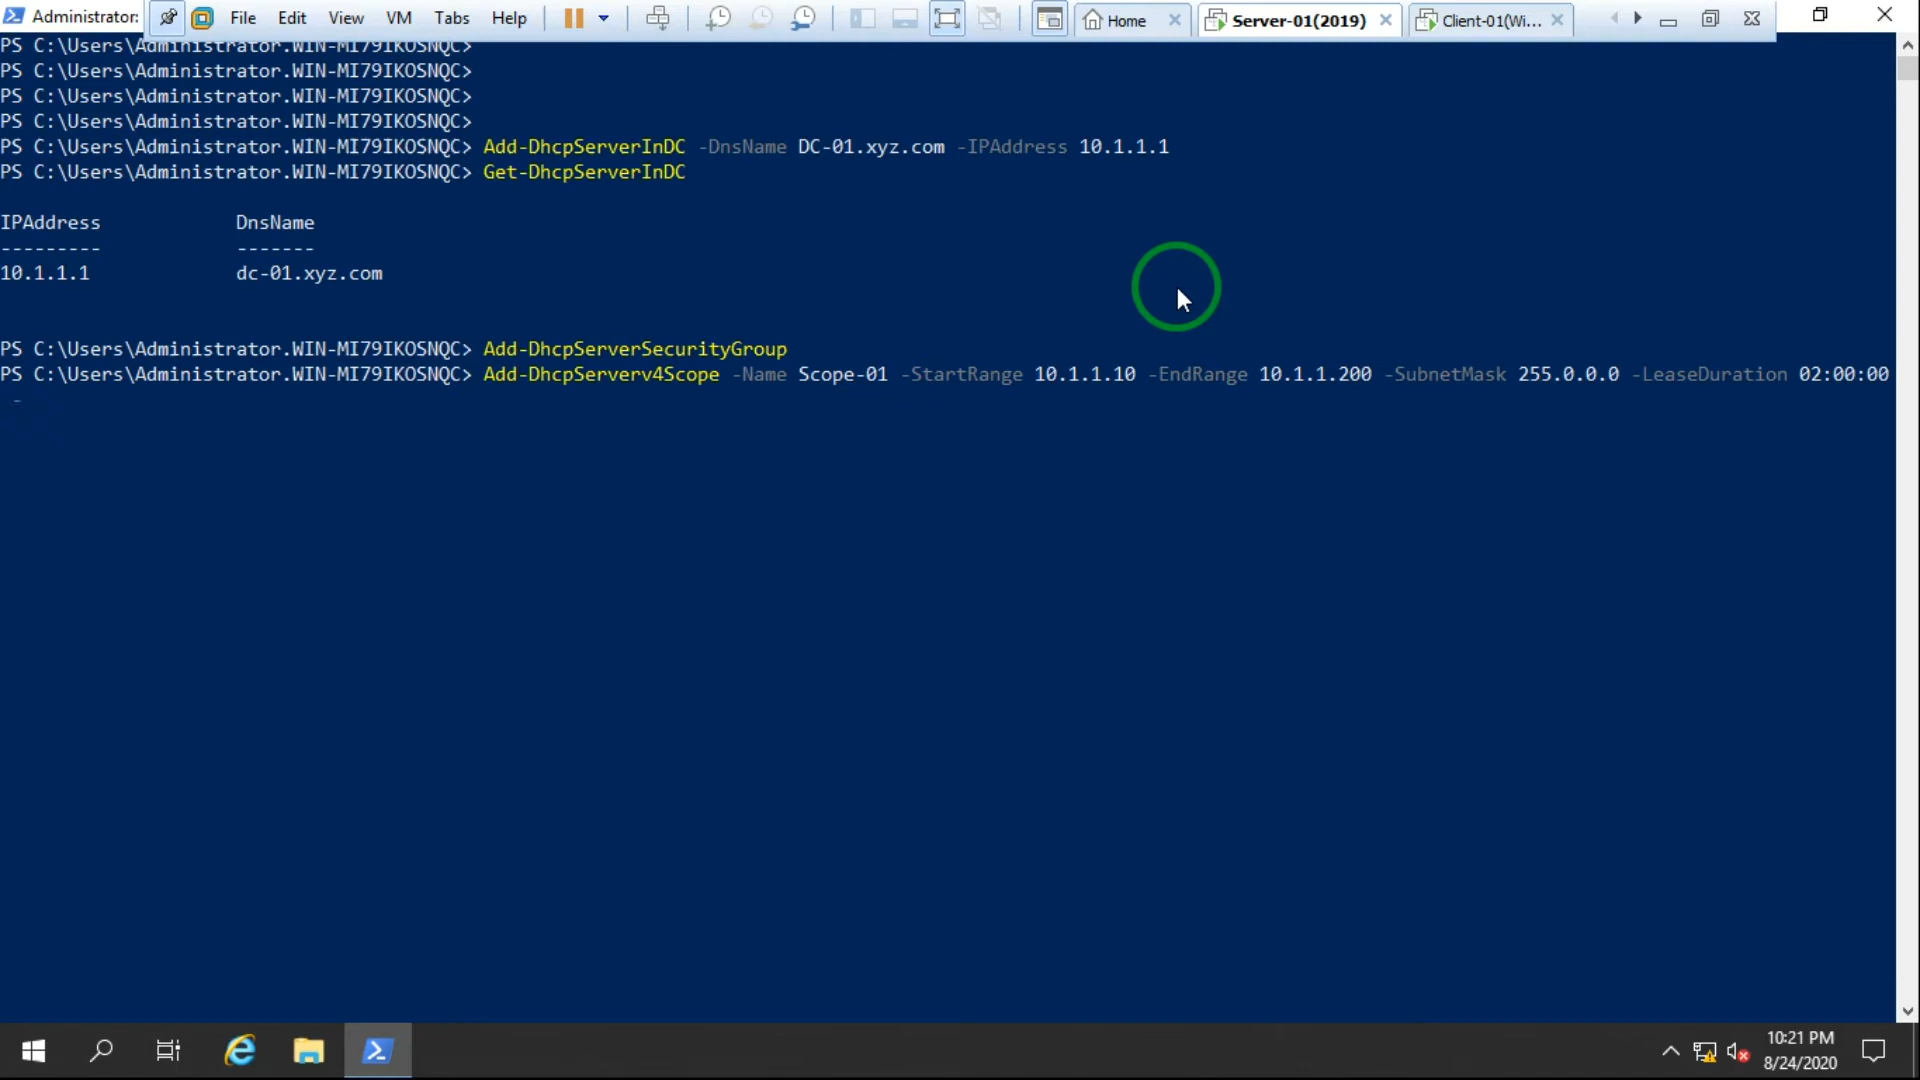 Administrator: File Edit View VM Tabs Help Home Server-01(2019) Client-01(Wi...
PS C:\Users\Administrator.WIN-MI79IKOSNQC>
PS C:\Users\Administrator.WIN-MI79IKOSNQC>
PS C:\Users\Administrator.WIN-MI79IKOSNQC>
PS C:\Users\Administrator.WIN-MI79IKOSNQC>
PS C:\Users\Administrator.WIN-MI79IKOSNQC> Add-DhcpServerInDC -DnsName DC-01.xyz.com -IPAddress 10.1.1.1
PS C:\Users\Administrator.WIN-MI79IKOSNQC> Get-DhcpServerInDC
IPAddress DnsName
--------- -------
10.1.1.1 dc-01.xyz.com
PS C:\Users\Administrator.WIN-MI79IKOSNQC> Add-DhcpServerSecurityGroup
PS C:\Users\Administrator.WIN-MI79IKOSNQC> Add-DhcpServerv4Scope -Name Scope-01 -StartRange 10.1.1.10 -EndRange 10.1.1.200 -SubnetMask 255.0.0.0 -LeaseDuration 02:00:00
-
10:21 PM
8/24/2020